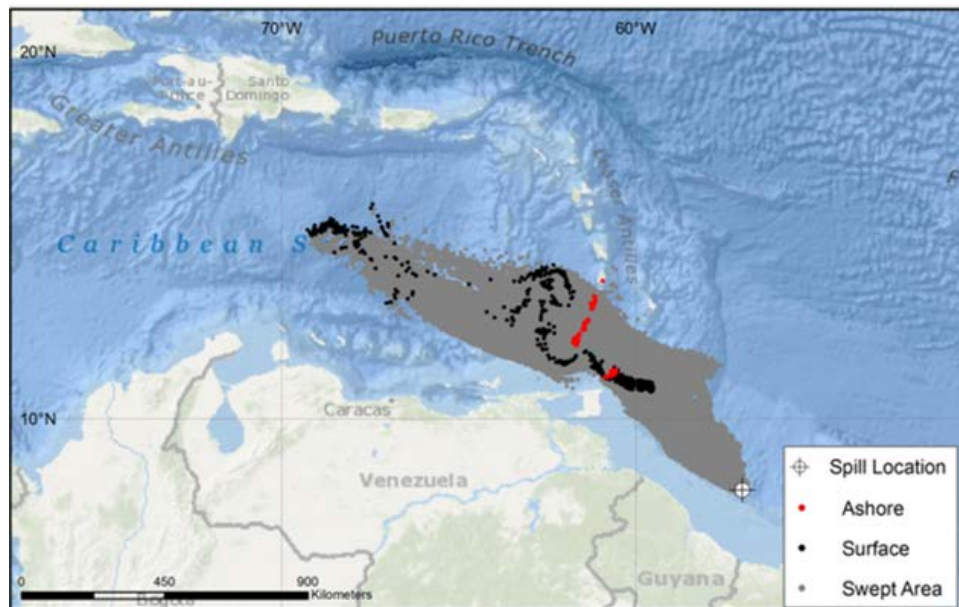 70°W
60°W
20°N
Puerto Rico Trench
Port-au-
Prince
Santo
Domingo
Greater Antilles
Lesser Antilles
Caribbean S
10°N
Caracas
Venezuela
Guyana
Bogota
Spill Location
Ashore
Surface
Swept Area
0
450
900
Kilometers